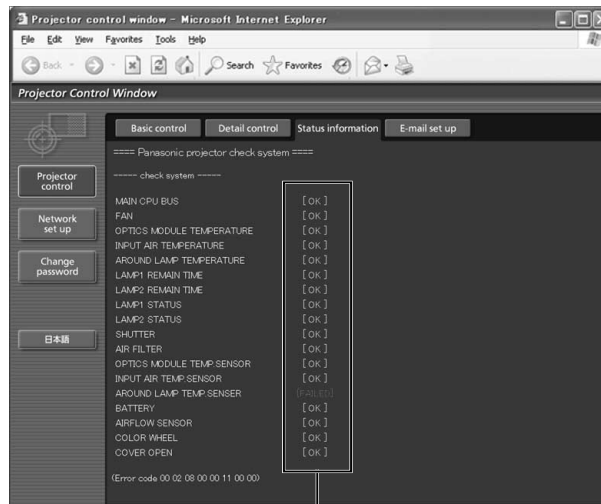 Projector control window - Microsoft Internet Explorer
File Edit View Favorites Tools Help
Back Search Favorites
Projector Control Window
Basic control Detail control Status information E-mail set up
==== Panasonic projector check system ====
Projector
control
----- check system -----
Network
set up
Change
password
日本語
MAIN CPU BUS [ OK ]
FAN [ OK ]
OPTICS MODULE TEMPERATURE [ OK ]
INPUT AIR TEMPERATURE [ OK ]
AROUND LAMP TEMPERATURE [ OK ]
LAMP1 REMAIN TIME [ OK ]
LAMP2 REMAIN TIME [ OK ]
LAMP1 STATUS [ OK ]
LAMP2 STATUS [ OK ]
SHUTTER [ OK ]
AIR FILTER [ OK ]
OPTICS MODULE TEMP.SENSOR [ OK ]
INPUT AIR TEMP.SENSOR [ OK ]
AROUND LAMP TEMP.SENSER [FAILED]
BATTERY [ OK ]
AIRFLOW SENSOR [ OK ]
COLOR WHEEL [ OK ]
COVER OPEN [ OK ]
(Error code 00 02 08 00 00 11 00 00)